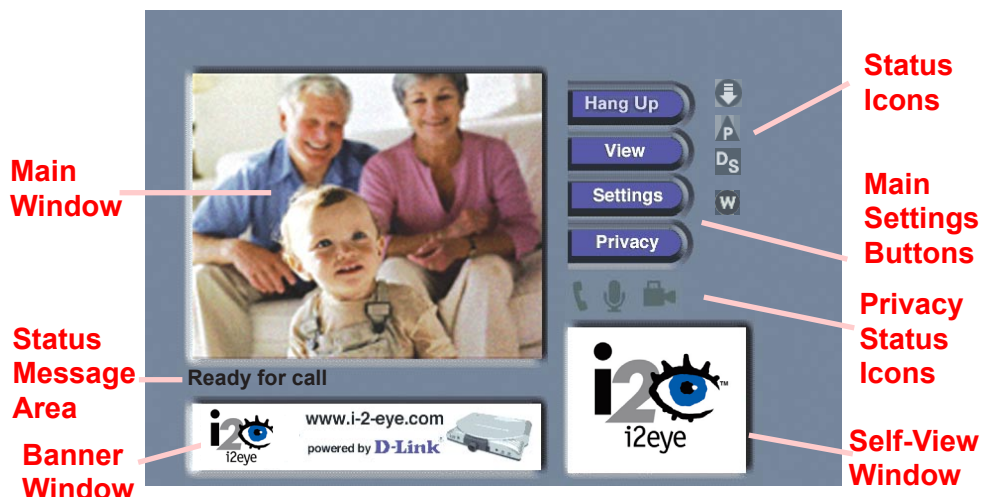 Status
Icons
Hang Up
P
View
DS
Main
Window
Settings
W
Main
Settings
Buttons
Privacy
Privacy
Status
Icons
Status
Message
Area
Ready for call
i2
TM
i2eye
i2
i2eye
www.i-2-eye.com
powered by D-Link
Banner
Window
Self-View
Window